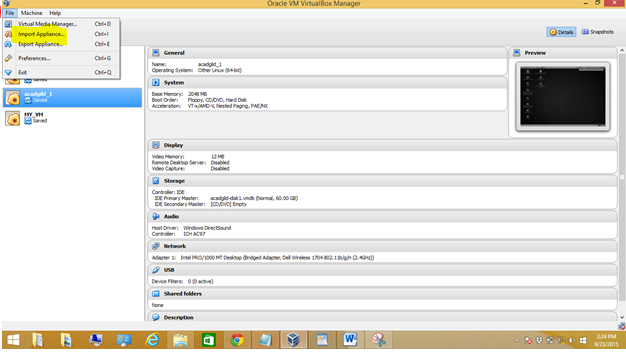 Oracle VM VirtualBox Manager
File Machine Help
Virtual Media Manager... Ctrl+D
Import Appliance... Ctrl+I
Export Appliance... Ctrl+E
Preferences... Ctrl+G
Exit Ctrl+Q
Details Snapshots
Saved
acadgild_1
Saved
MY_VM
Saved
General
Name: acadgild_1
Operating System: Other Linux (64-bit)
System
Base Memory: 2048 MB
Boot Order: Floppy, CD/DVD, Hard Disk
Acceleration: VT-x/AMD-V, Nested Paging, PAE/NX
Preview
Display
Video Memory: 12 MB
Remote Desktop Server: Disabled
Video Capture: Disabled
Storage
Controller: IDE
IDE Primary Master: acadgild-disk1.vmdk (Normal, 60.00 GB)
IDE Secondary Master: [CD/DVD] Empty
Audio
Host Driver: Windows DirectSound
Controller: ICH AC97
Network
Adapter 1: Intel PRO/1000 MT Desktop (Bridged Adapter, Dell Wireless 1704 802.11b/g/n (2.4GHz))
USB
Device Filters: 0 (0 active)
Shared folders
None
Description
2:24 PM
9/23/2015